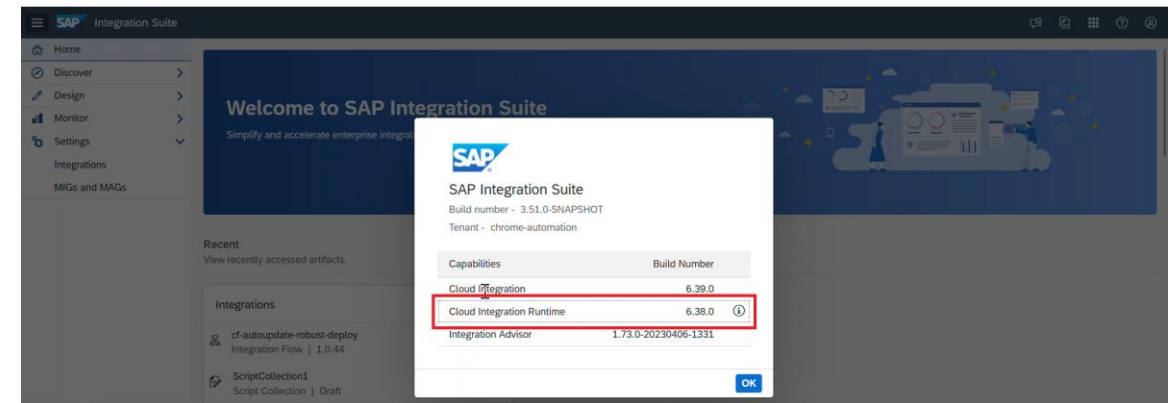 SAP Integration Suite
Home
Discover
Design
Monitor
Settings
Integrations
MIGs and MAGs
Welcome to SAP Integration Suite
Simplify and accelerate enterprise integrat
Recent
View recently accessed artifacts.
Integrations
cf-autoupdate-robust-deploy
Integration Flow | 1.0.44
ScriptCollection1
Script Collection | Draft
SAP
SAP Integration Suite
Build number - 3.51.0-SNAPSHOT
Tenant - chrome-automation
Capabilities Build Number
Cloud Integration 6.39.0
Cloud Integration Runtime 6.38.0
Integration Advisor 1.73.0-20230406-1331
OK